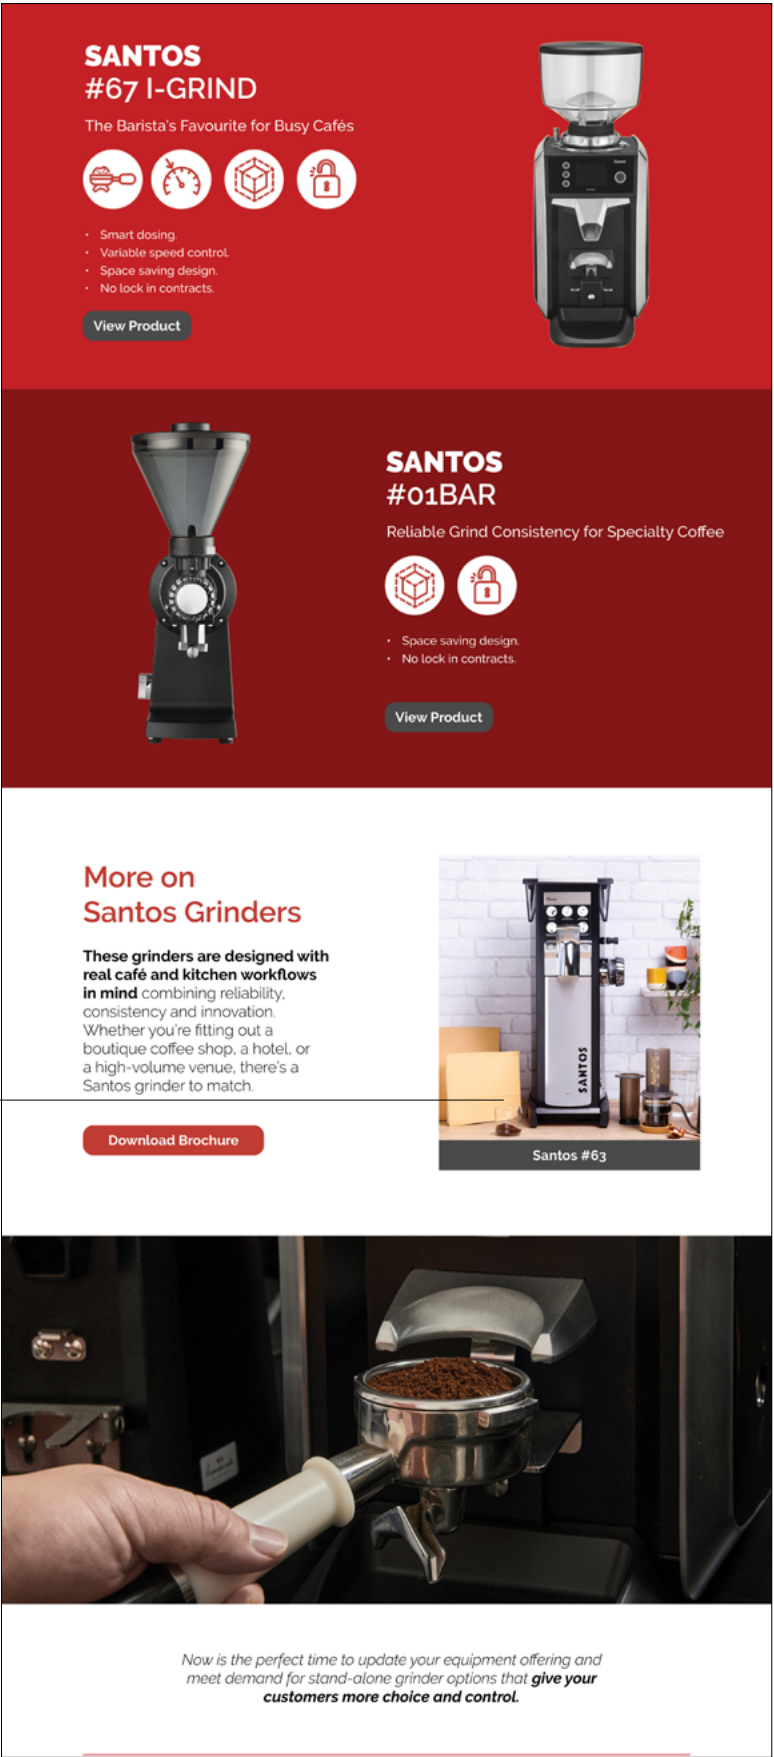 SANTOS
#67 I-GRIND
The Barista's Favourite for Busy Cafés
• Smart dosing.
• Variable speed control.
• Space saving design.
• No lock in contracts.
View Product
SANTOS
#01BAR
Reliable Grind Consistency for Specialty Coffee
• Space saving design.
• No lock in contracts.
View Product
More on
Santos Grinders
These grinders are designed with
real café and kitchen workflows
in mind combining reliability,
consistency and innovation.
Whether you're fitting out a
boutique coffee shop, a hotel, or
a high-volume venue, there's a
Santos grinder to match.
Download Brochure
SANTOS
Santos #63
Now is the perfect time to update your equipment offering and
meet demand for stand-alone grinder options that give your
customers more choice and control.